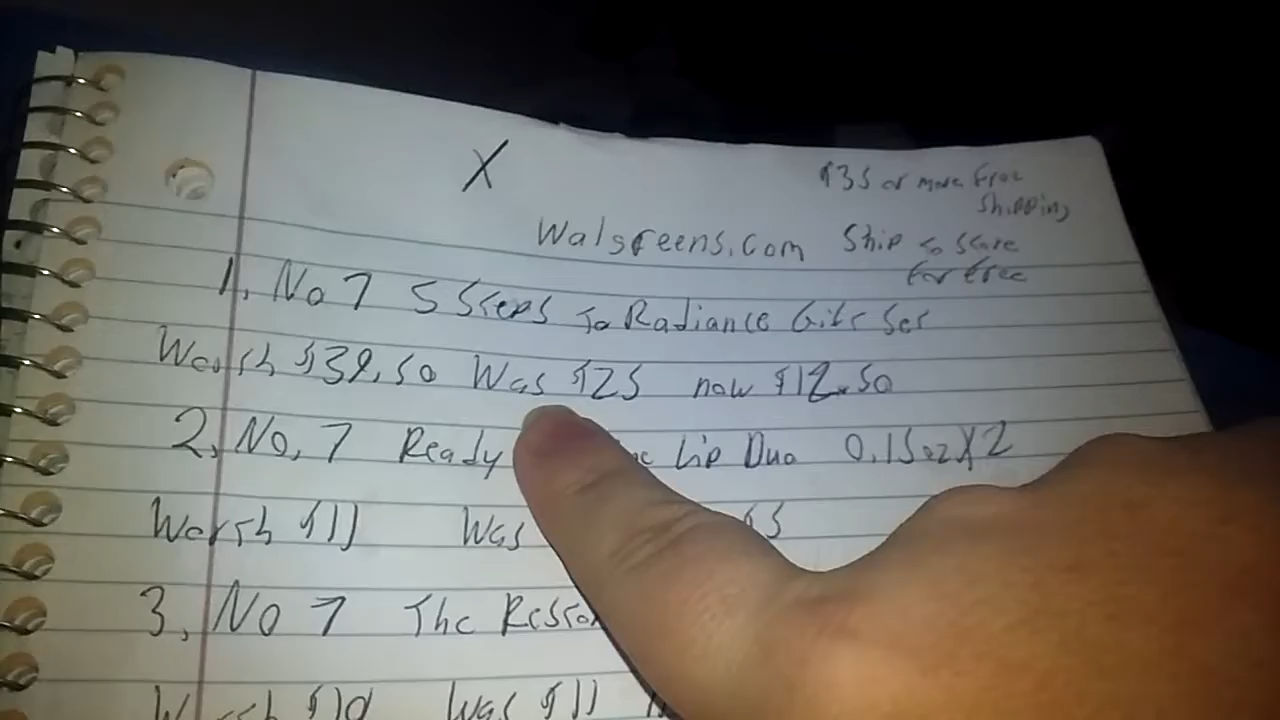 X
$35 or more free
shipping
Walgreens.com Ship to store
for free
1. No 7 5 Steps To Radiance Gift Set
Worth $39.50 Was $25 now $12.50
2, No, 7 Ready Lip Duo 0.15oz X2
Worth $11 Was
3, No 7 The
Worth Was $11